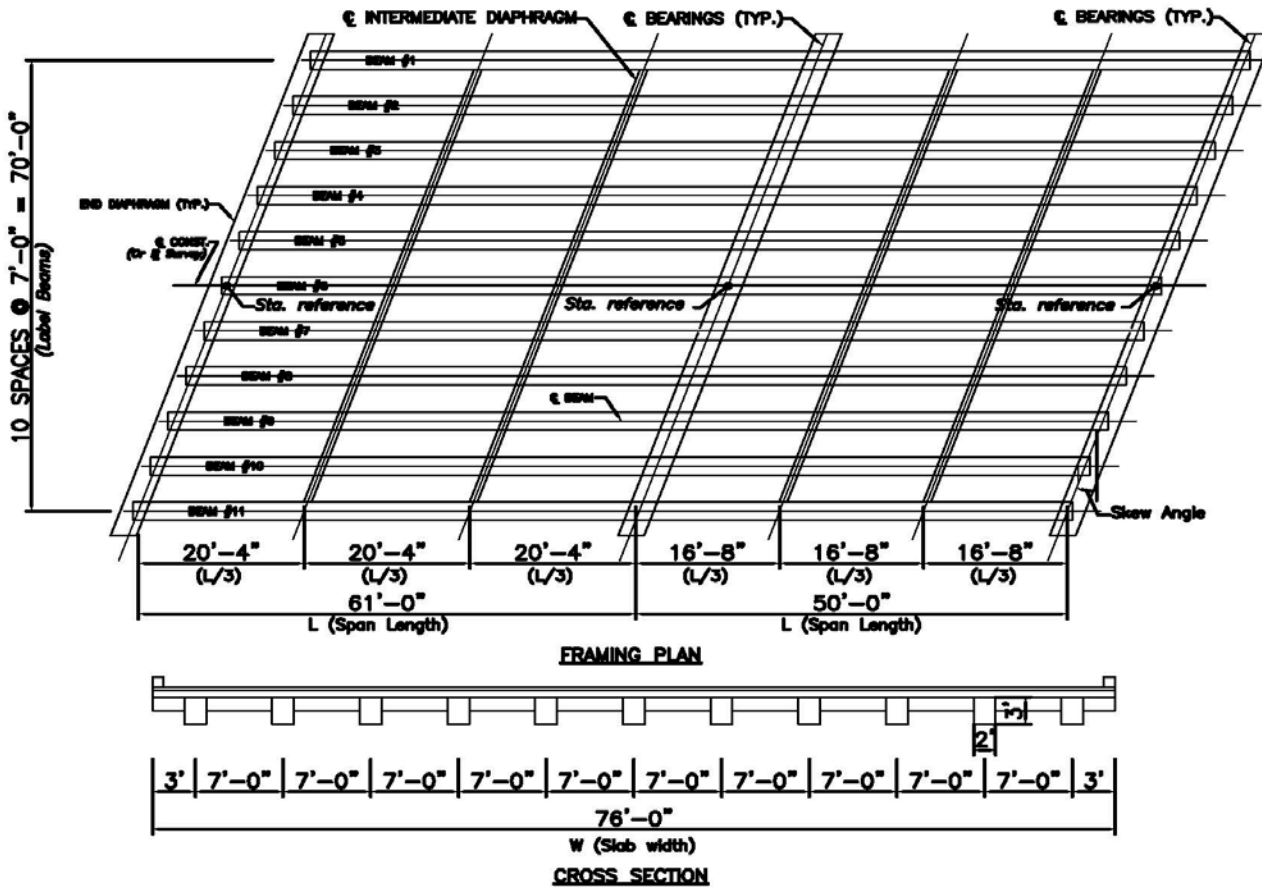 ℄ INTERMEDIATE DIAPHRAGM
℄ BEARINGS (TYP.)
℄ BEARINGS (TYP.)
BEAM #1
BEAM #2
BEAM #3
BEAM #4
BEAM #5
BEAM #6
BEAM #7
BEAM #8
BEAM #9
BEAM #10
BEAM #11
10 SPACES @ 7'-0" = 70'-0"
(Label Beams)
END DIAPHRAGM (TYP.)
℄ CONST.
(Or ℄ Survey)
Sta. reference
Sta. reference
Sta. reference
℄ BEAM
Skew Angle
20'-4" 20'-4" 20'-4" 16'-8" 16'-8" 16'-8"
(L/3) (L/3) (L/3) (L/3) (L/3) (L/3)
61'-0" 50'-0"
L (Span Length) L (Span Length)
FRAMING PLAN
3'
2'
3' 7'-0" 7'-0" 7'-0" 7'-0" 7'-0" 7'-0" 7'-0" 7'-0" 7'-0" 7'-0" 3'
76'-0"
W (Slab width)
CROSS SECTION